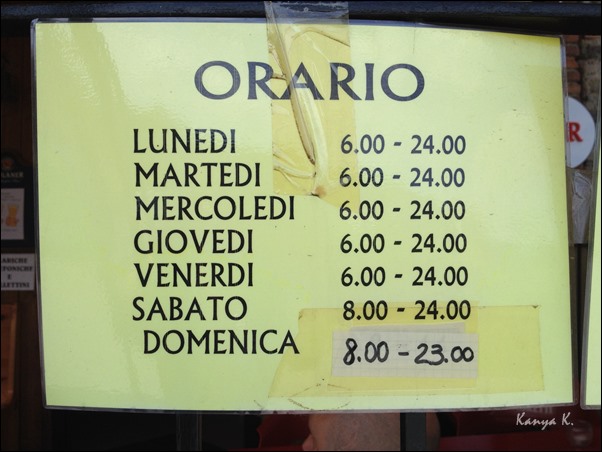 ORARIO
LUNEDI 6.00 - 24.00
MARTEDI 6.00 - 24.00
MERCOLEDI 6.00 - 24.00
GIOVEDI 6.00 - 24.00
VENERDI 6.00 - 24.00
SABATO 8.00 - 24.00
DOMENICA 8.00 - 23.00
R
Kanya K.